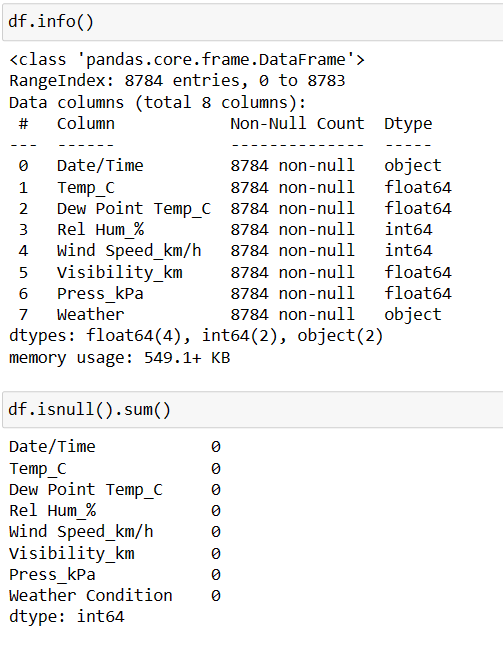 df.info()
<class 'pandas.core.frame.DataFrame'>
RangeIndex: 8784 entries, 0 to 8783
Data columns (total 8 columns):
 #   Column            Non-Null Count  Dtype
---  ------            --------------  -----
 0   Date/Time         8784 non-null   object
 1   Temp_C            8784 non-null   float64
 2   Dew Point Temp_C  8784 non-null   float64
 3   Rel Hum_%         8784 non-null   int64
 4   Wind Speed_km/h   8784 non-null   int64
 5   Visibility_km     8784 non-null   float64
 6   Press_kPa         8784 non-null   float64
 7   Weather           8784 non-null   object
dtypes: float64(4), int64(2), object(2)
memory usage: 549.1+ KB
df.isnull().sum()
Date/Time            0
Temp_C               0
Dew Point Temp_C     0
Rel Hum_%            0
Wind Speed_km/h      0
Visibility_km        0
Press_kPa            0
Weather Condition    0
dtype: int64